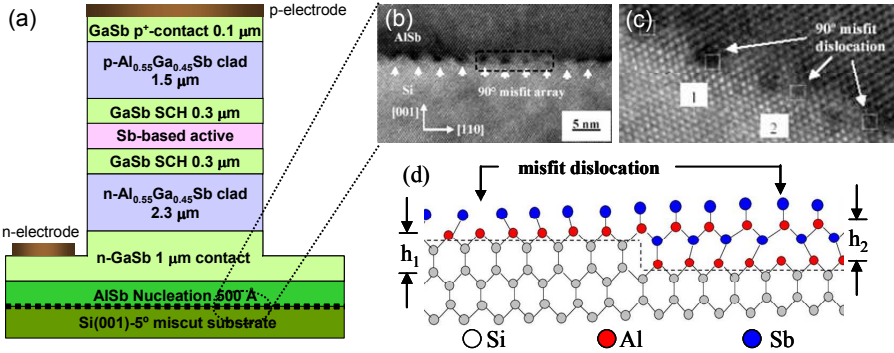 (a)
p-electrode
GaSb p⁺-contact 0.1 μm
p-Al₀.₅₅Ga₀.₄₅Sb clad
1.5 μm
GaSb SCH 0.3 μm
Sb-based active
GaSb SCH 0.3 μm
n-Al₀.₅₅Ga₀.₄₅Sb clad
2.3 μm
n-electrode
n-GaSb 1 μm contact
AlSb Nucleation 500 Å
Si(001)-5º miscut substrate
(b)
AlSb
Si
90° misfit array
[001]
[110]
5 nm
(c)
90° misfit
dislocation
1
2
(d)
misfit dislocation
h₁
h₂
Si
Al
Sb